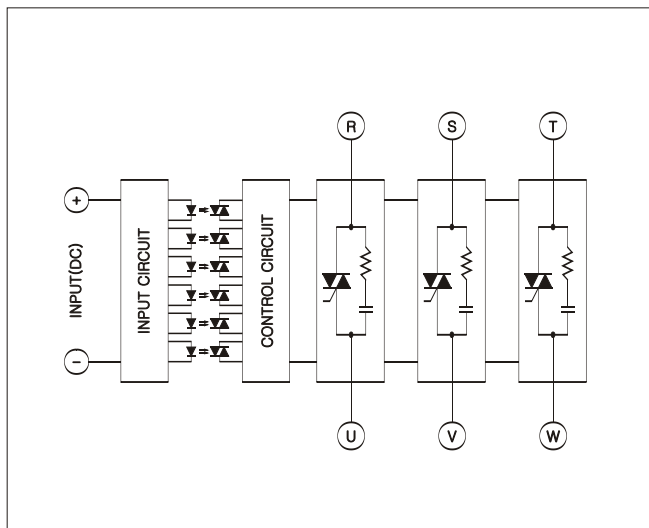 R S T
+
INPUT(DC)
INPUT CIRCUIT
CONTROL CIRCUIT
−
U V W